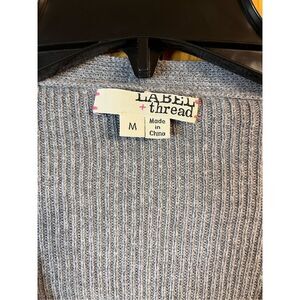 LABEL
+ thread
M
Made
in
China